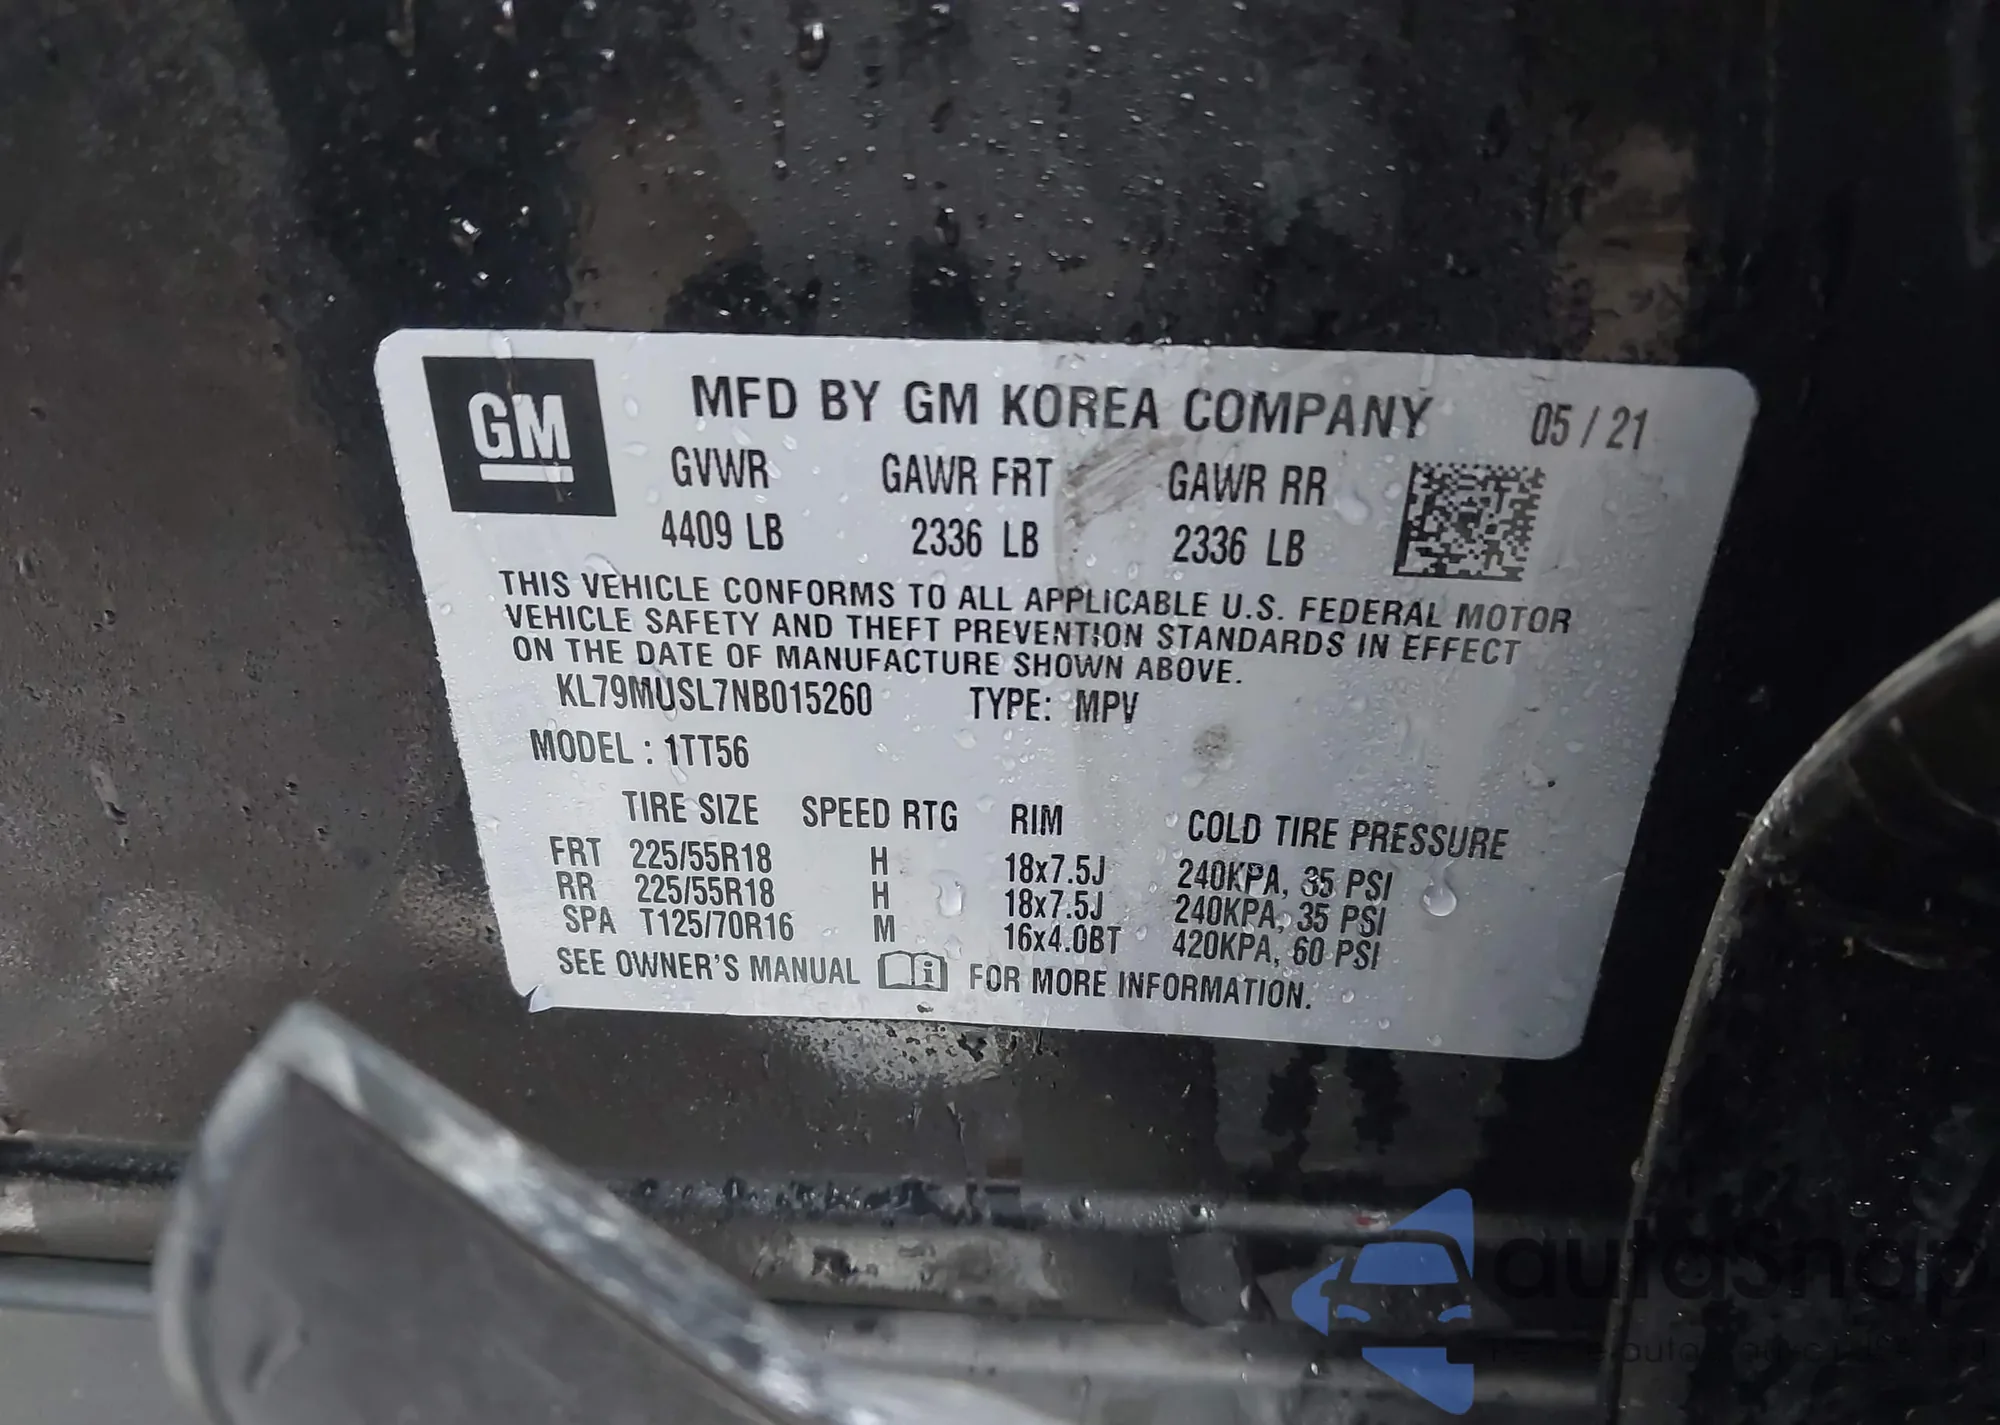 GM
MFD BY GM KOREA COMPANY 05 / 21
GVWR GAWR FRT GAWR RR
4409 LB 2336 LB 2336 LB
THIS VEHICLE CONFORMS TO ALL APPLICABLE U.S. FEDERAL MOTOR
VEHICLE SAFETY AND THEFT PREVENTION STANDARDS IN EFFECT
ON THE DATE OF MANUFACTURE SHOWN ABOVE.
KL79MUSL7NB015260 TYPE: MPV
MODEL : 1TT56
TIRE SIZE SPEED RTG RIM COLD TIRE PRESSURE
FRT 225/55R18 H 18x7.5J 240KPA, 35 PSI
RR 225/55R18 H 18x7.5J 240KPA, 35 PSI
SPA T125/70R16 M 16x4.0BT 420KPA, 60 PSI
SEE OWNER'S MANUAL FOR MORE INFORMATION.
autoSnap